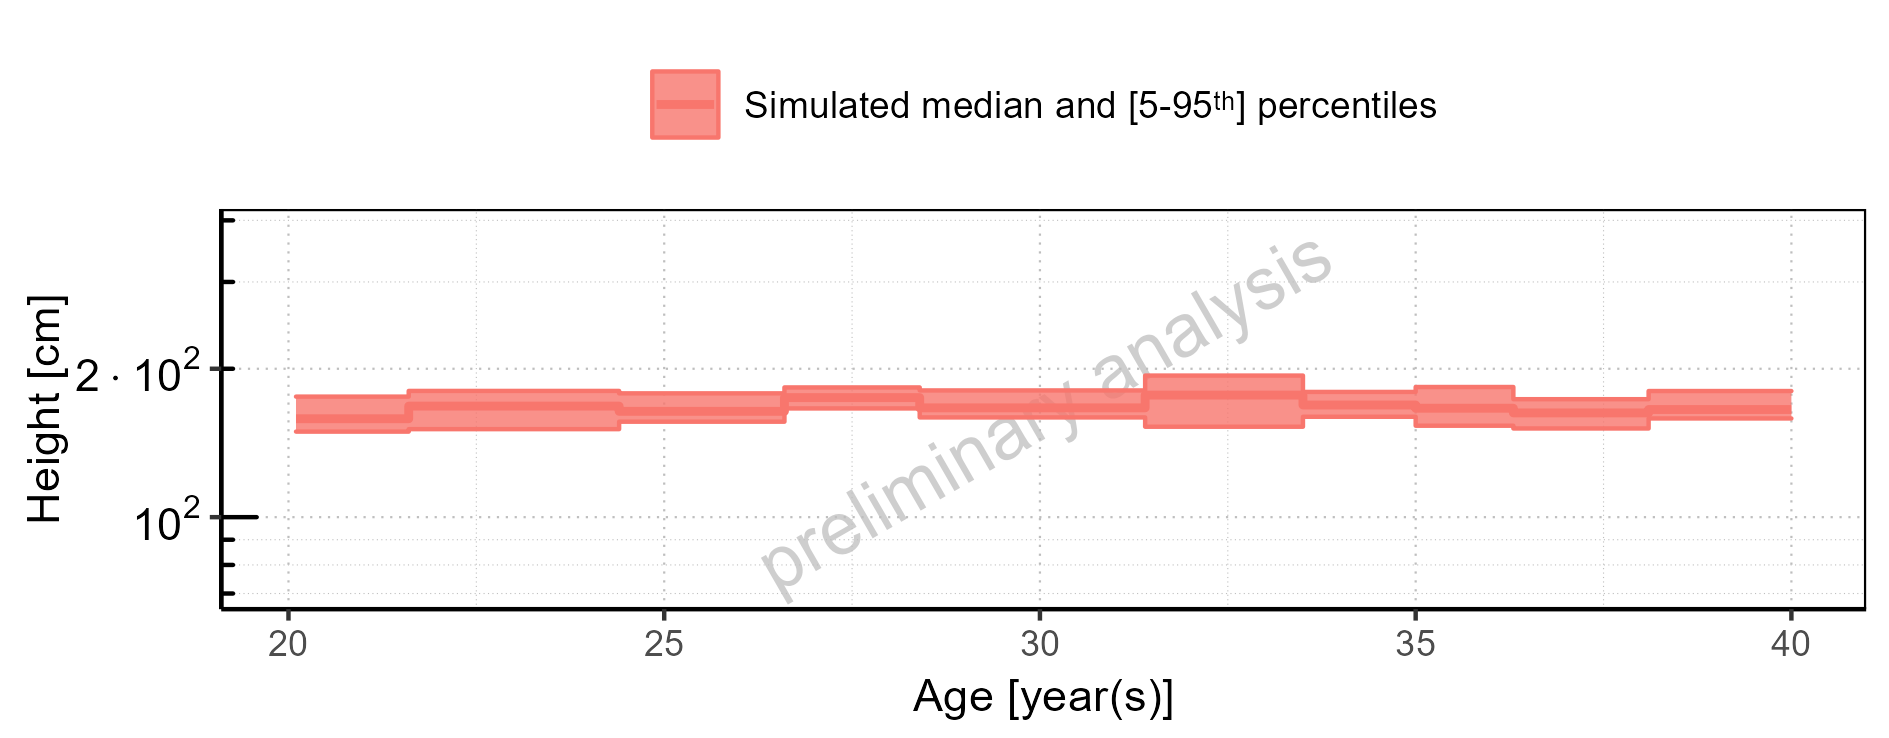 Simulated median and [5-95th] percentiles
Height [cm]
2 · 10²
10²
preliminary analysis
20 25 30 35 40
Age [year(s)]